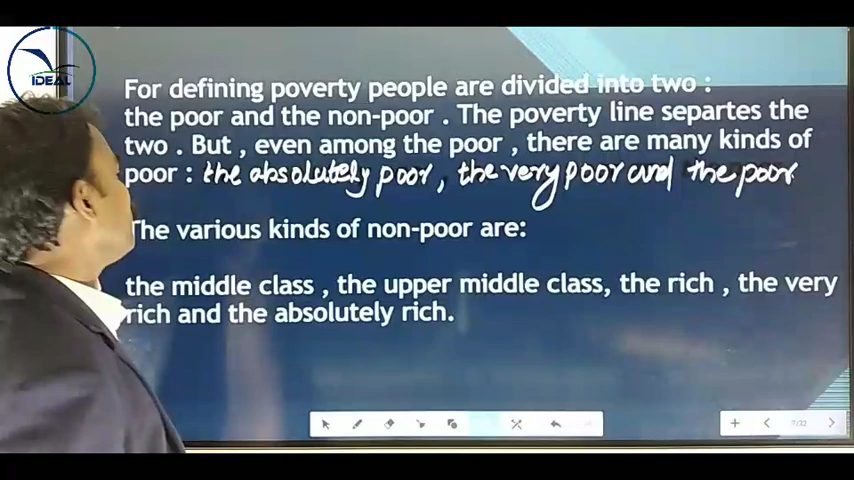 IDEAL
For defining poverty people are divided into two :
the poor and the non-poor . The poverty line separtes the
two . But , even among the poor , there are many kinds of
poor : the absolutely poor, the very poor and the poor.
The various kinds of non-poor are:
the middle class , the upper middle class, the rich , the very
rich and the absolutely rich.
7/32